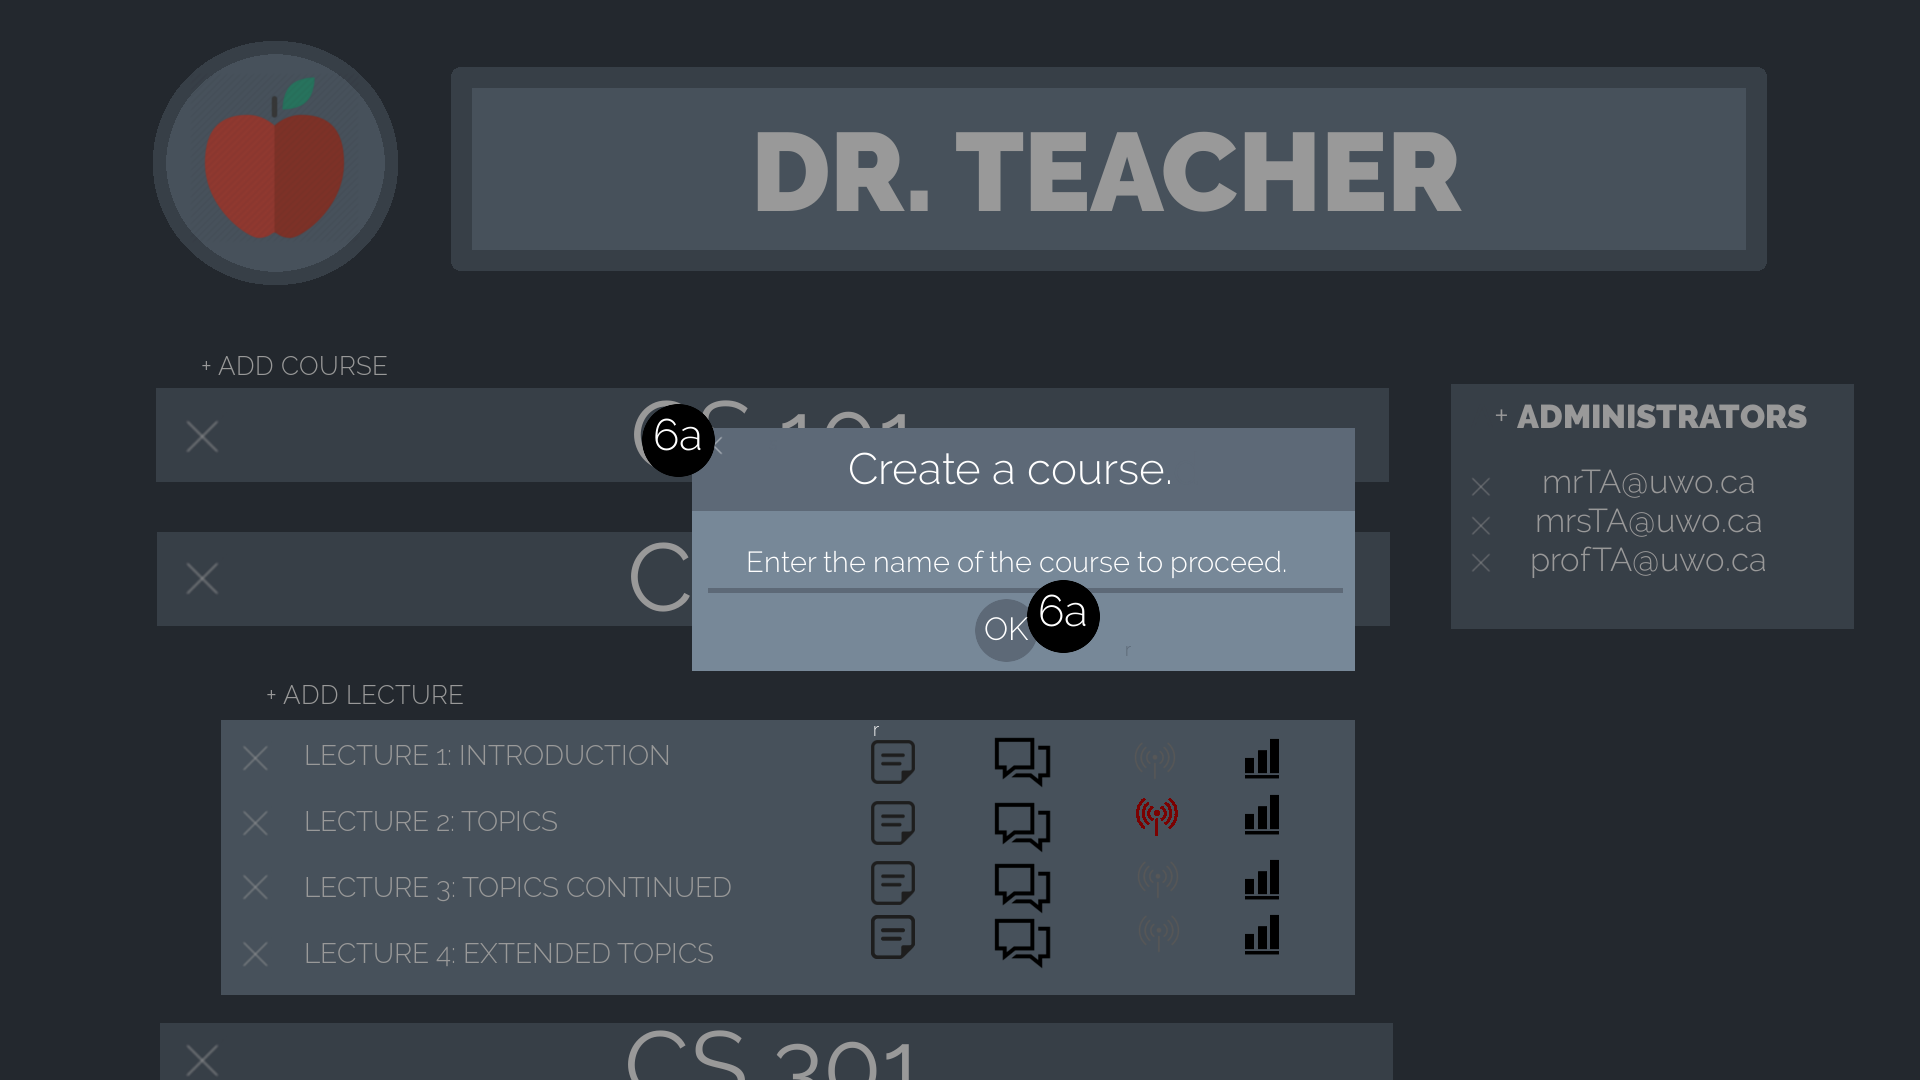 DR. TEACHER
+ ADD COURSE
CS 101
+ ADMINISTRATORS
6a
Create a course.
mrTA@uwo.ca
mrsTA@uwo.ca
profTA@uwo.ca
Enter the name of the course to proceed.
C
OK
6a
r
+ ADD LECTURE
r
LECTURE 1: INTRODUCTION
LECTURE 2: TOPICS
LECTURE 3: TOPICS CONTINUED
LECTURE 4: EXTENDED TOPICS
CS 301